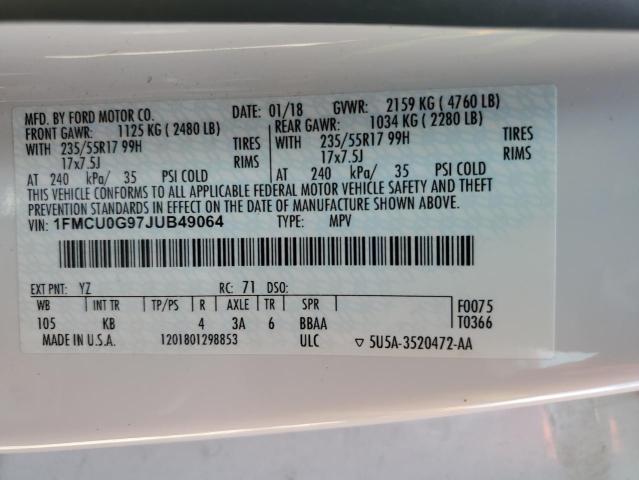 MFD. BY FORD MOTOR CO. DATE: 01/18 GVWR: 2159 KG ( 4760 LB)
FRONT GAWR: 1125 KG ( 2480 LB) REAR GAWR: 1034 KG ( 2280 LB)
WITH 235/55R17 99H TIRES WITH 235/55R17 99H TIRES
17x7.5J RIMS 17x7.5J RIMS
AT 240 kPa/ 35 PSI COLD AT 240 kPa/ 35 PSI COLD
THIS VEHICLE CONFORMS TO ALL APPLICABLE FEDERAL MOTOR VEHICLE SAFETY AND THEFT
PREVENTION STANDARDS IN EFFECT ON THE DATE OF MANUFACTURE SHOWN ABOVE.
VIN: 1FMCU0G97JUB49064 TYPE: MPV
EXT PNT: YZ RC: 71 DSO:
WB INT TR TP/PS R AXLE TR SPR F0075
105 KB 4 3A 6 BBAA T0366
MADE IN U.S.A. 1201801298853 ULC ▽ 5U5A-3520472-AA